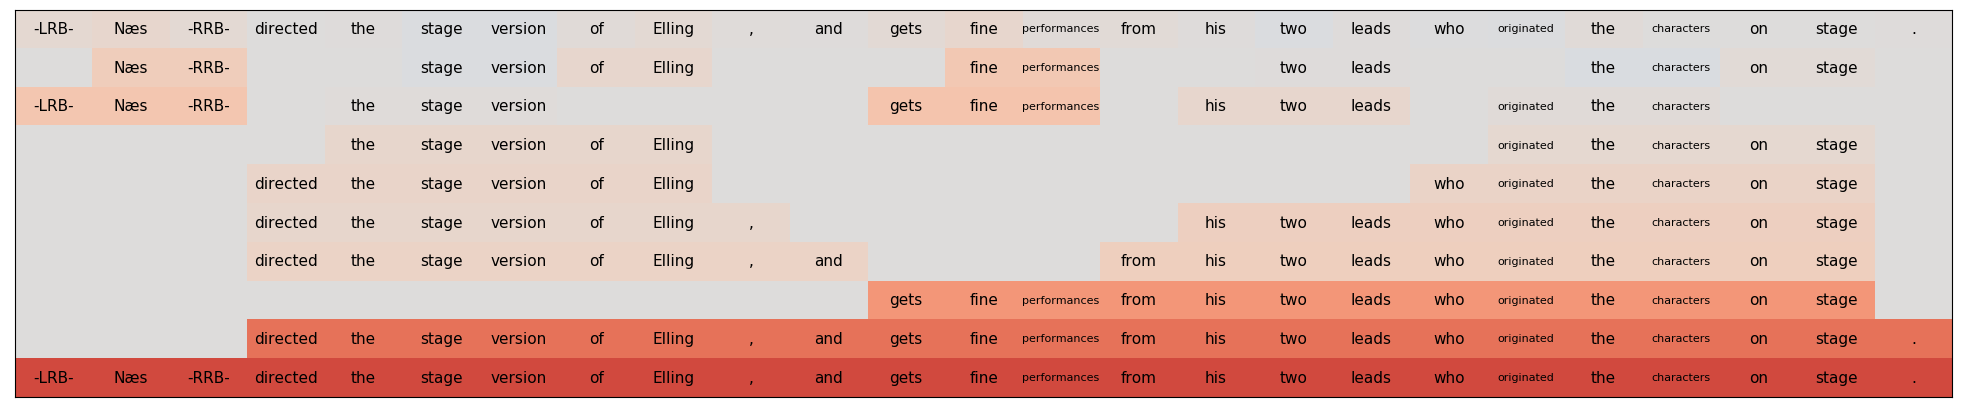 -LRB- Næs -RRB- directed the stage version of Elling , and gets fine performances from his two leads who originated the characters on stage .
Næs -RRB- stage version of Elling fine performances two leads the characters on stage
-LRB- Næs -RRB- the stage version gets fine performances his two leads originated the characters
the stage version of Elling originated the characters on stage
directed the stage version of Elling who originated the characters on stage
directed the stage version of Elling , his two leads who originated the characters on stage
directed the stage version of Elling , and from his two leads who originated the characters on stage
gets fine performances from his two leads who originated the characters on stage
directed the stage version of Elling , and gets fine performances from his two leads who originated the characters on stage .
-LRB- Næs -RRB- directed the stage version of Elling , and gets fine performances from his two leads who originated the characters on stage .